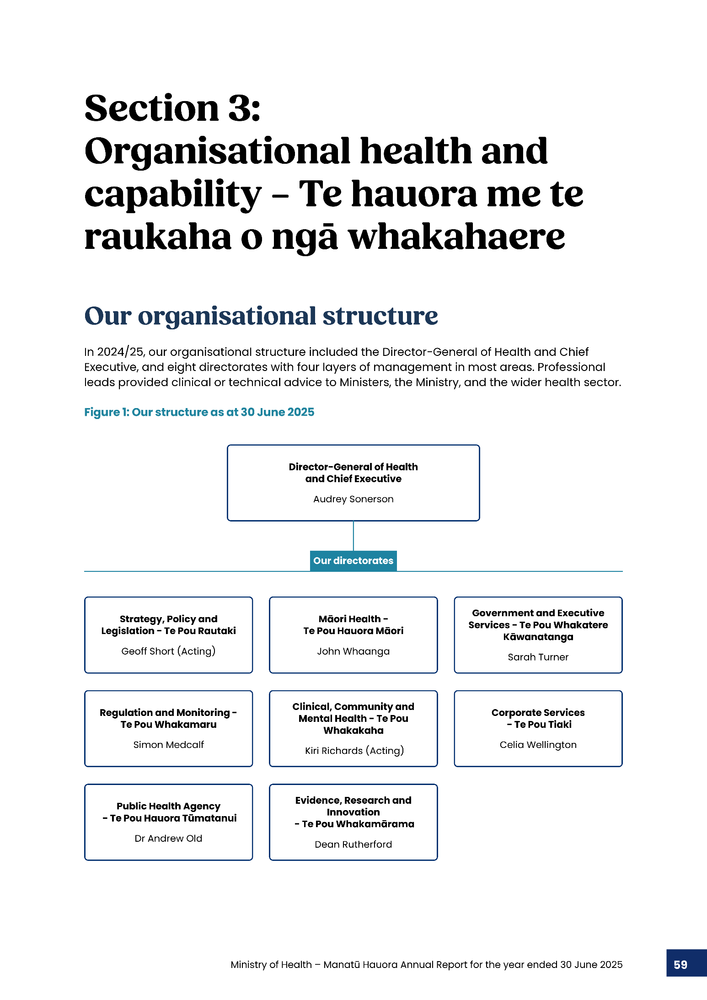 Section 3:
Organisational health and
capability – Te hauora me te
raukaha o ngā whakahaere
Our organisational structure
In 2024/25, our organisational structure included the Director-General of Health and Chief
Executive, and eight directorates with four layers of management in most areas. Professional
leads provided clinical or technical advice to Ministers, the Ministry, and the wider health sector.
Figure 1: Our structure as at 30 June 2025
Director-General of Health
and Chief Executive
Audrey Sonerson
Our directorates
Strategy, Policy and
Legislation - Te Pou Rautaki
Geoff Short (Acting)
Māori Health -
Te Pou Hauora Māori
John Whaanga
Government and Executive
Services - Te Pou Whakatere
Kāwanatanga
Sarah Turner
Regulation and Monitoring -
Te Pou Whakamaru
Simon Medcalf
Clinical, Community and
Mental Health - Te Pou
Whakakaha
Kiri Richards (Acting)
Corporate Services
- Te Pou Tiaki
Celia Wellington
Public Health Agency
- Te Pou Hauora Tūmatanui
Dr Andrew Old
Evidence, Research and
Innovation
- Te Pou Whakamārama
Dean Rutherford
Ministry of Health – Manatū Hauora Annual Report for the year ended 30 June 2025
59